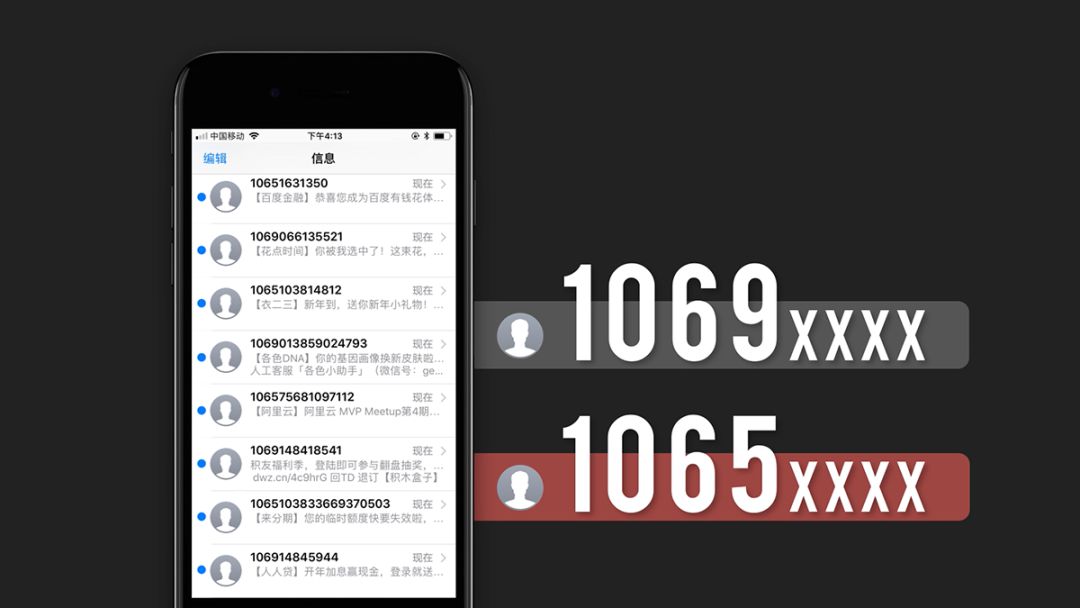 中国移动
下午4:13
编辑
信息
10651631350
现在
【百度金融】恭喜您成为百度有钱花体...
1069066135521
现在
【花点时间】你被我选中了！这束花，...
1065103814812
现在
【衣二三】新年到，送你新年小礼物！...
1069013859024793
现在
【各色DNA】你的基因画像换新皮肤啦...
人工客服「各色小助手」（微信号：ge...
106575681097112
现在
【阿里云】阿里云 MVP Meetup第4期...
1069148418541
现在
积友福利季，登陆即可参与翻盘抽奖，...
dwz.cn/4c9hrG 回TD 退订【积木盒子】
1065103833669370503
现在
【来分期】您的临时额度快要失效啦，...
106914845944
现在
【人人贷】开年加息赢现金，登录就送...
1069xxxx
1065xxxx